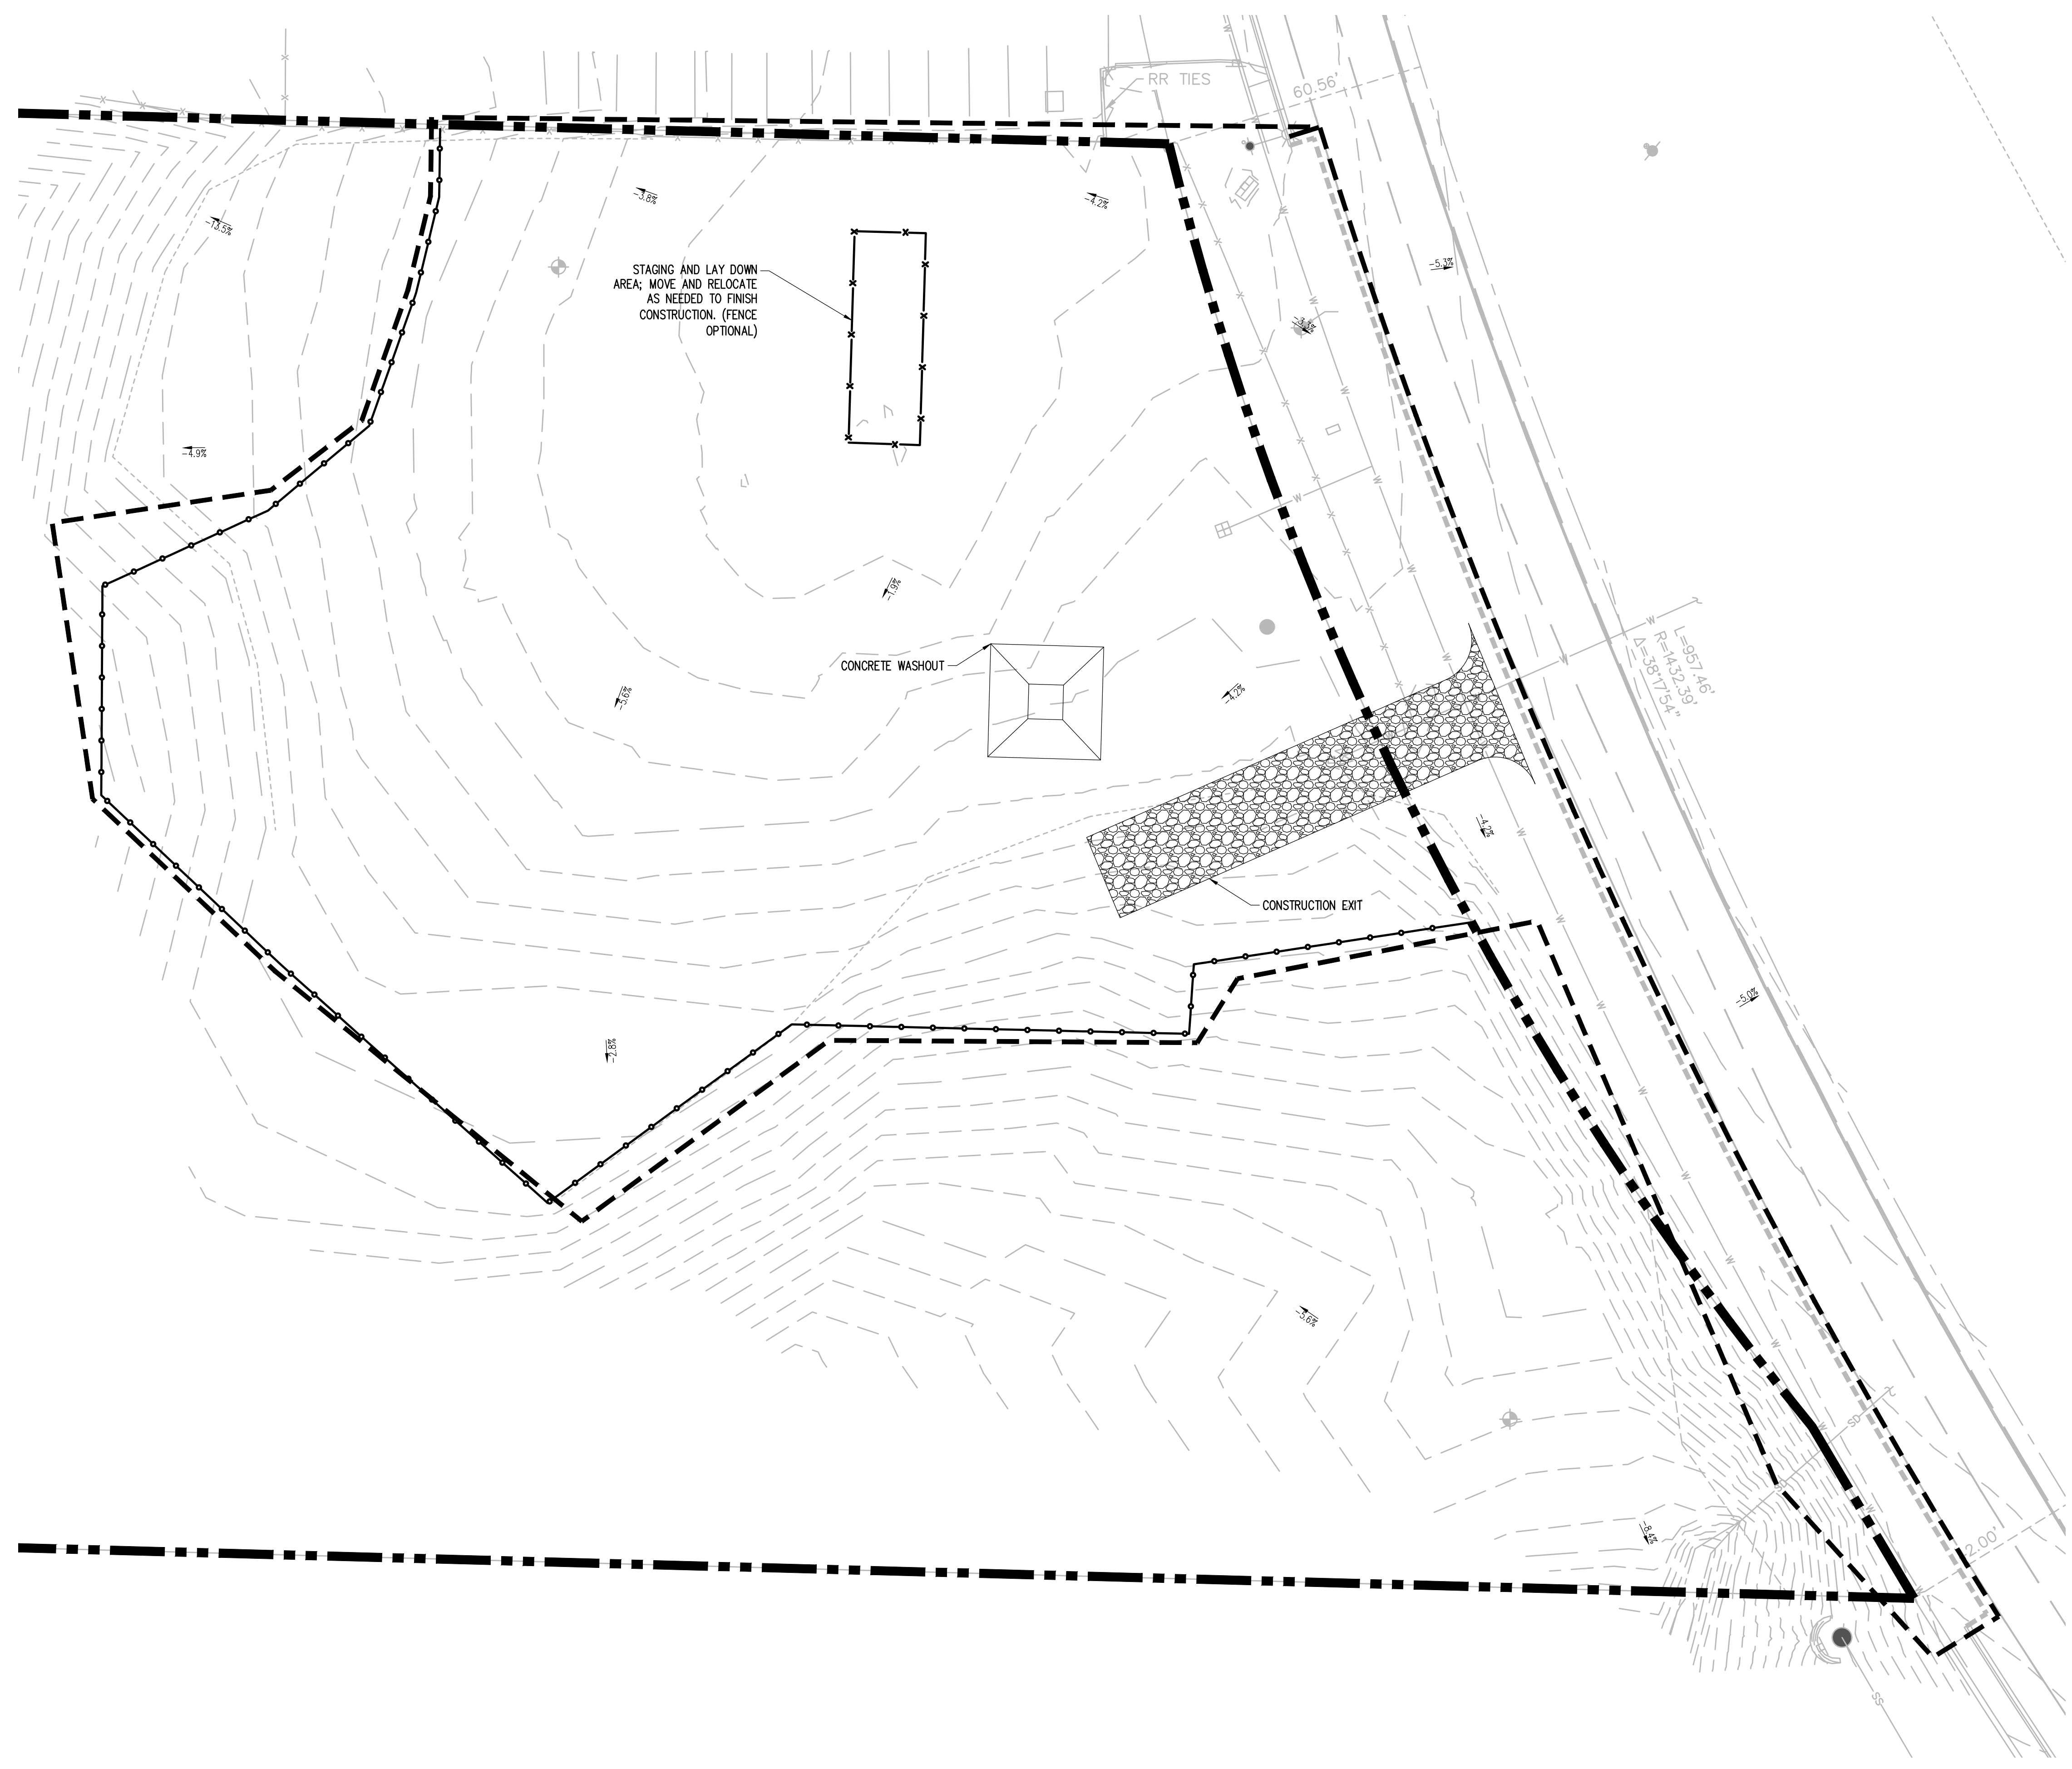 RR TIES
60.56'
-3.8%
-4.2%
-13.5%
-5.3%
STAGING AND LAY DOWN
AREA; MOVE AND RELOCATE
AS NEEDED TO FINISH
CONSTRUCTION. (FENCE
OPTIONAL)
-3.3%
-4.9%
-1.9%
L=957.46'
R=1432.39'
Δ=38°17'54"
CONCRETE WASHOUT
-5.6%
-4.2%
-4.2%
CONSTRUCTION EXIT
-5.0%
-2.8%
-5.6%
SD
SD
-8.4%
2.00'
SS